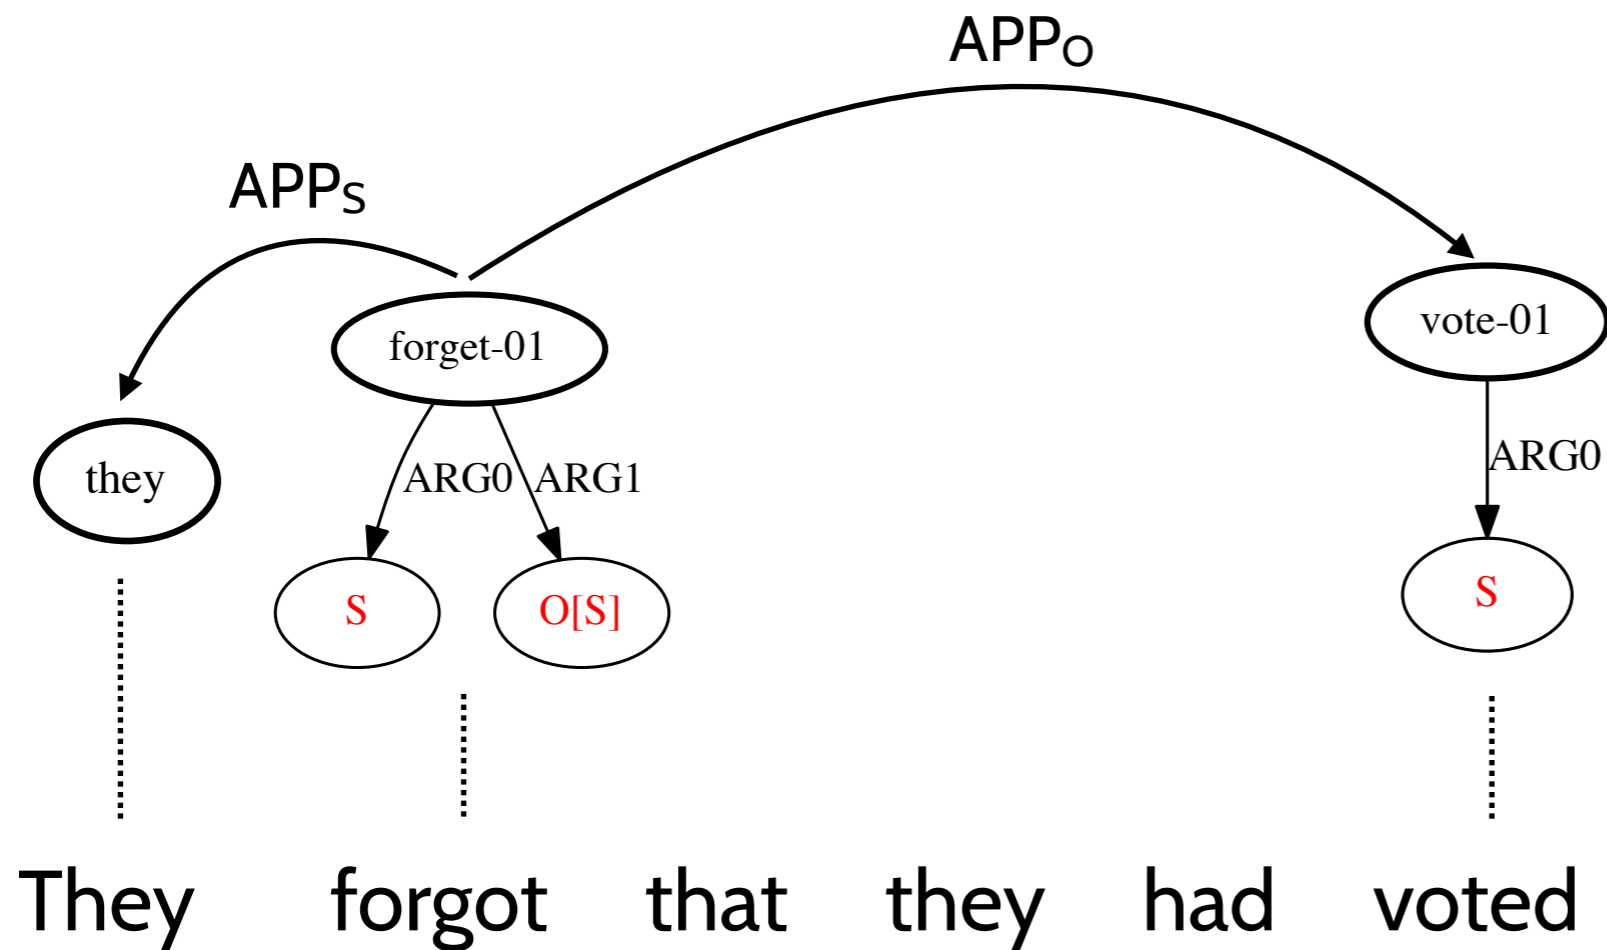 APPO
APPS
forget-01
vote-01
they
ARG0 ARG1
ARG0
S
O[S]
S
They forgot that they had voted